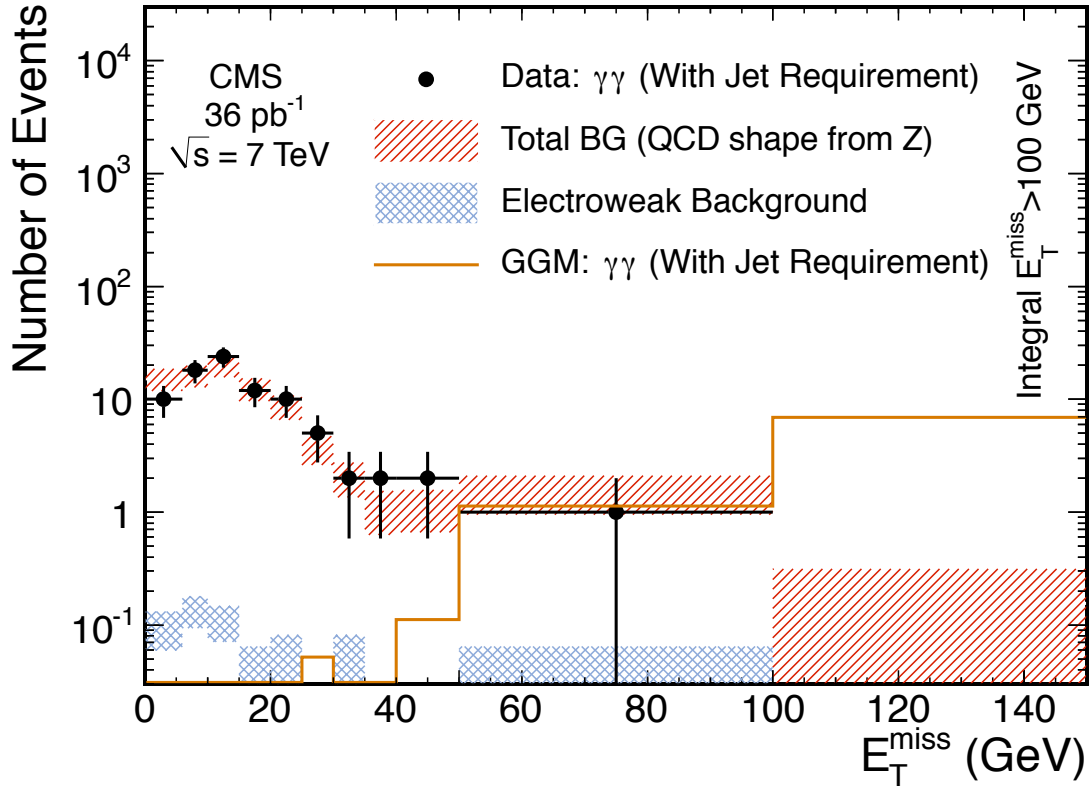 Number of Events
10⁴
10³
10²
10
1
10⁻¹
CMS
36 pb⁻¹
√s = 7 TeV
Data: γγ (With Jet Requirement)
Total BG (QCD shape from Z)
Electroweak Background
GGM: γγ (With Jet Requirement)
Integral E_T^miss>100 GeV
0 20 40 60 80 100 120 140
E_T^miss (GeV)